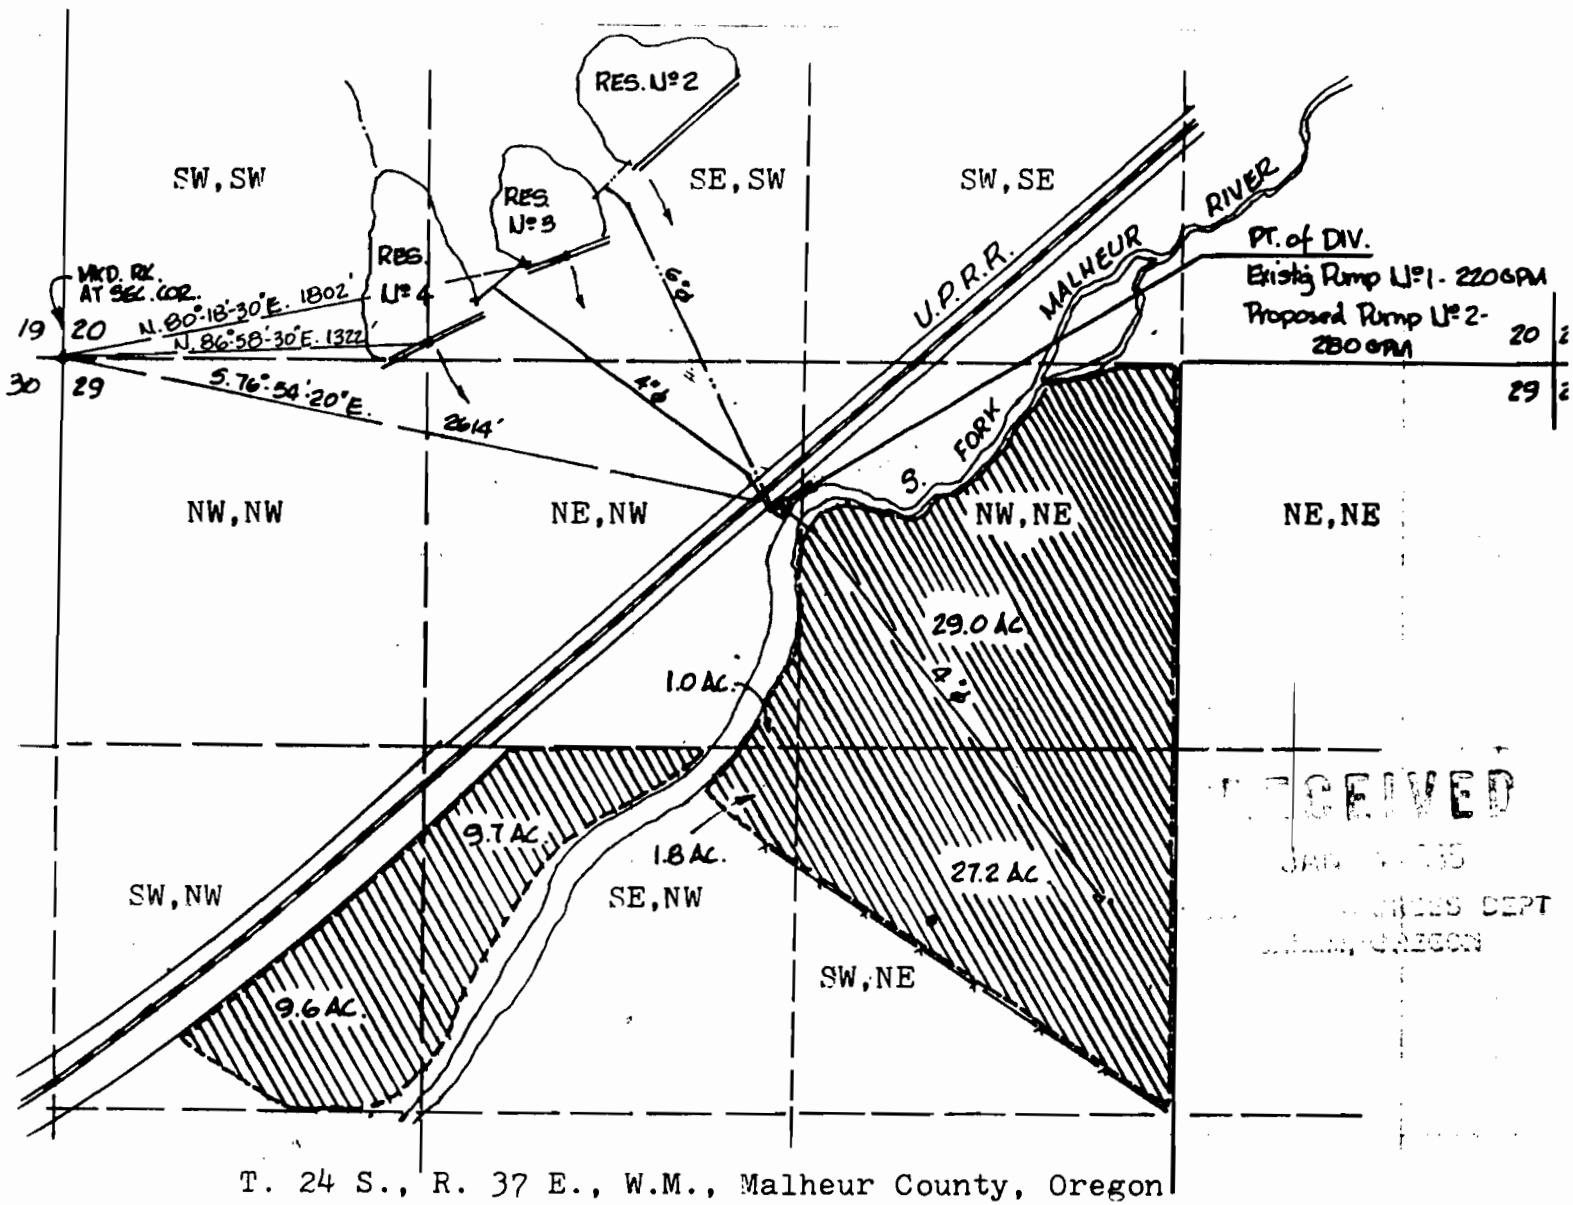 RES. Nº 2
SW,SW
RES. Nº 3
SE,SW
SW,SE
RIVER
MALHEUR
PT. of DIV.
Existg Pump Nº 1 - 220 GPM
Proposed Pump Nº 2-
280 GPM
MKD. RK.
AT SEC. COR.
RES.
Nº 4
6"ø
U.P.R.R.
N. 80°-18'-30"E. 1802'
N. 86°-58'-30"E. 1322'
19 20
20
30 29
29
S. 76°-54'-20"E.
2614'
4"ø
S. FORK
NW,NW
NE,NW
NW,NE
NE,NE
29.0 AC.
4"ø
1.0 AC.
9.7 AC.
1.8 AC.
27.2 AC.
SW,NW
SE,NW
9.6 AC.
SW,NE
DEPT
T. 24 S., R. 37 E., W.M., Malheur County, Oregon